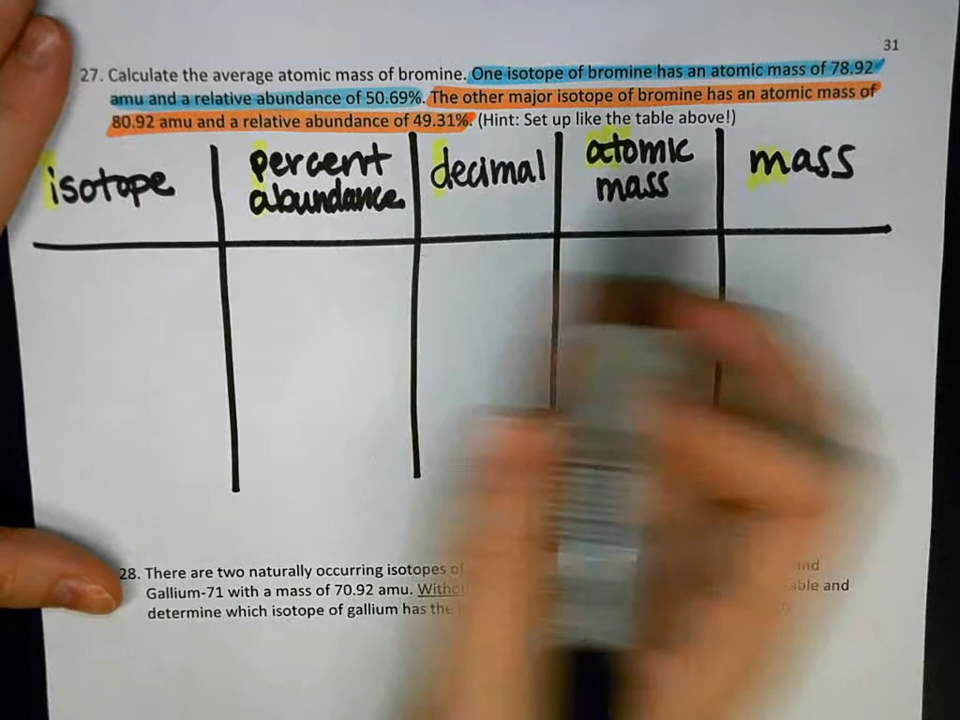 31
27. Calculate the average atomic mass of bromine. One isotope of bromine has an atomic mass of 78.92
amu and a relative abundance of 50.69%. The other major isotope of bromine has an atomic mass of
80.92 amu and a relative abundance of 49.31%. (Hint: Set up like the table above!)
isotope percent abundance decimal atomic mass mass
28. There are two naturally occurring isotopes of and
Gallium-71 with a mass of 70.92 amu. able and
determine which isotope of gallium has the